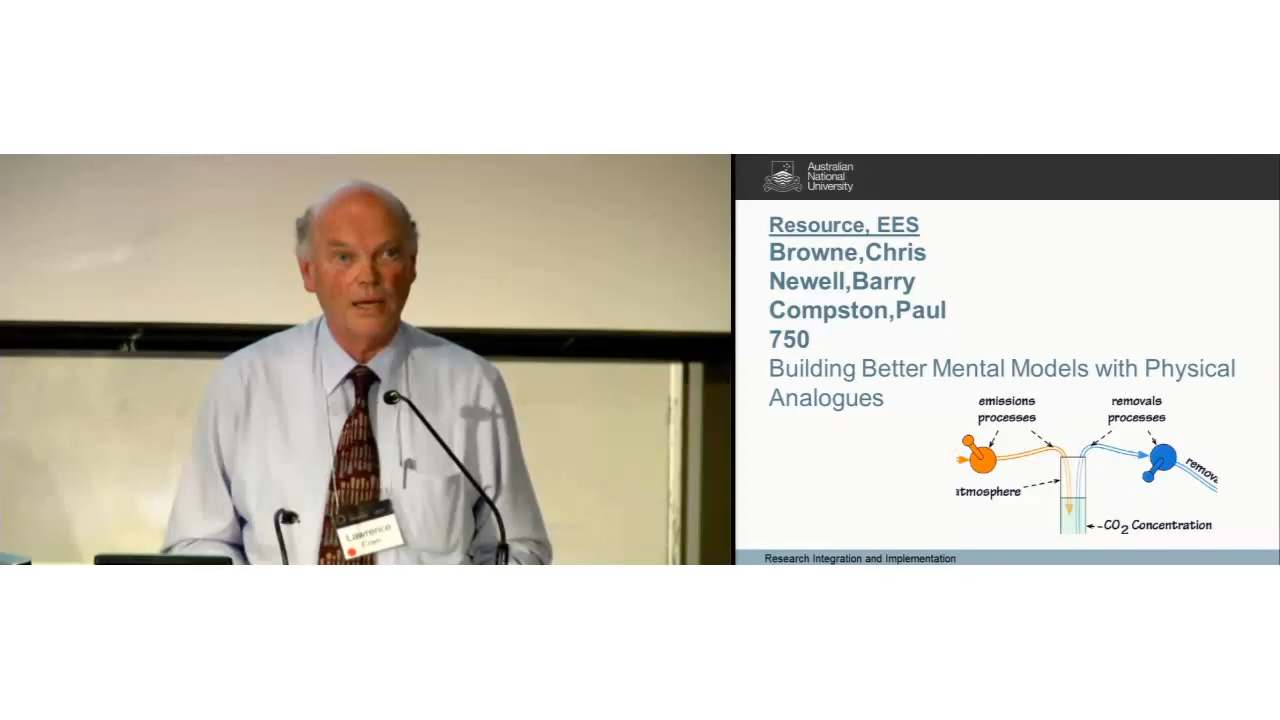 Lawrence
Australian
National
University
Resource, EES
Browne,Chris
Newell,Barry
Compston,Paul
750
Building Better Mental Models with Physical
Analogues
emissions
processes
removals
processes
atmosphere
CO2 Concentration
Research Integration and Implementation